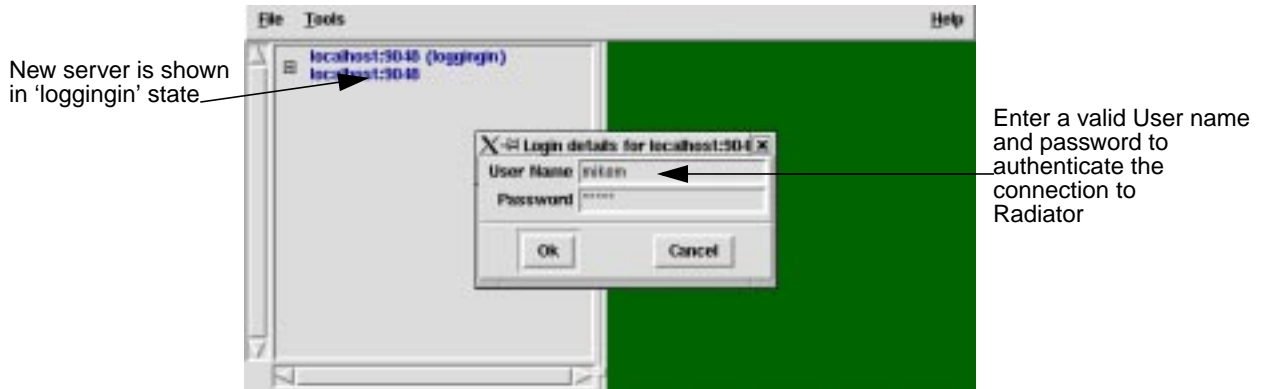 File Tools Help
localhost:9048 (loggingin)
localhost:9048
New server is shown
in ‘loggingin’ state
Login details for localhost:904
User Name mikem
Password *****
Ok Cancel
Enter a valid User name
and password to
authenticate the
connection to
Radiator